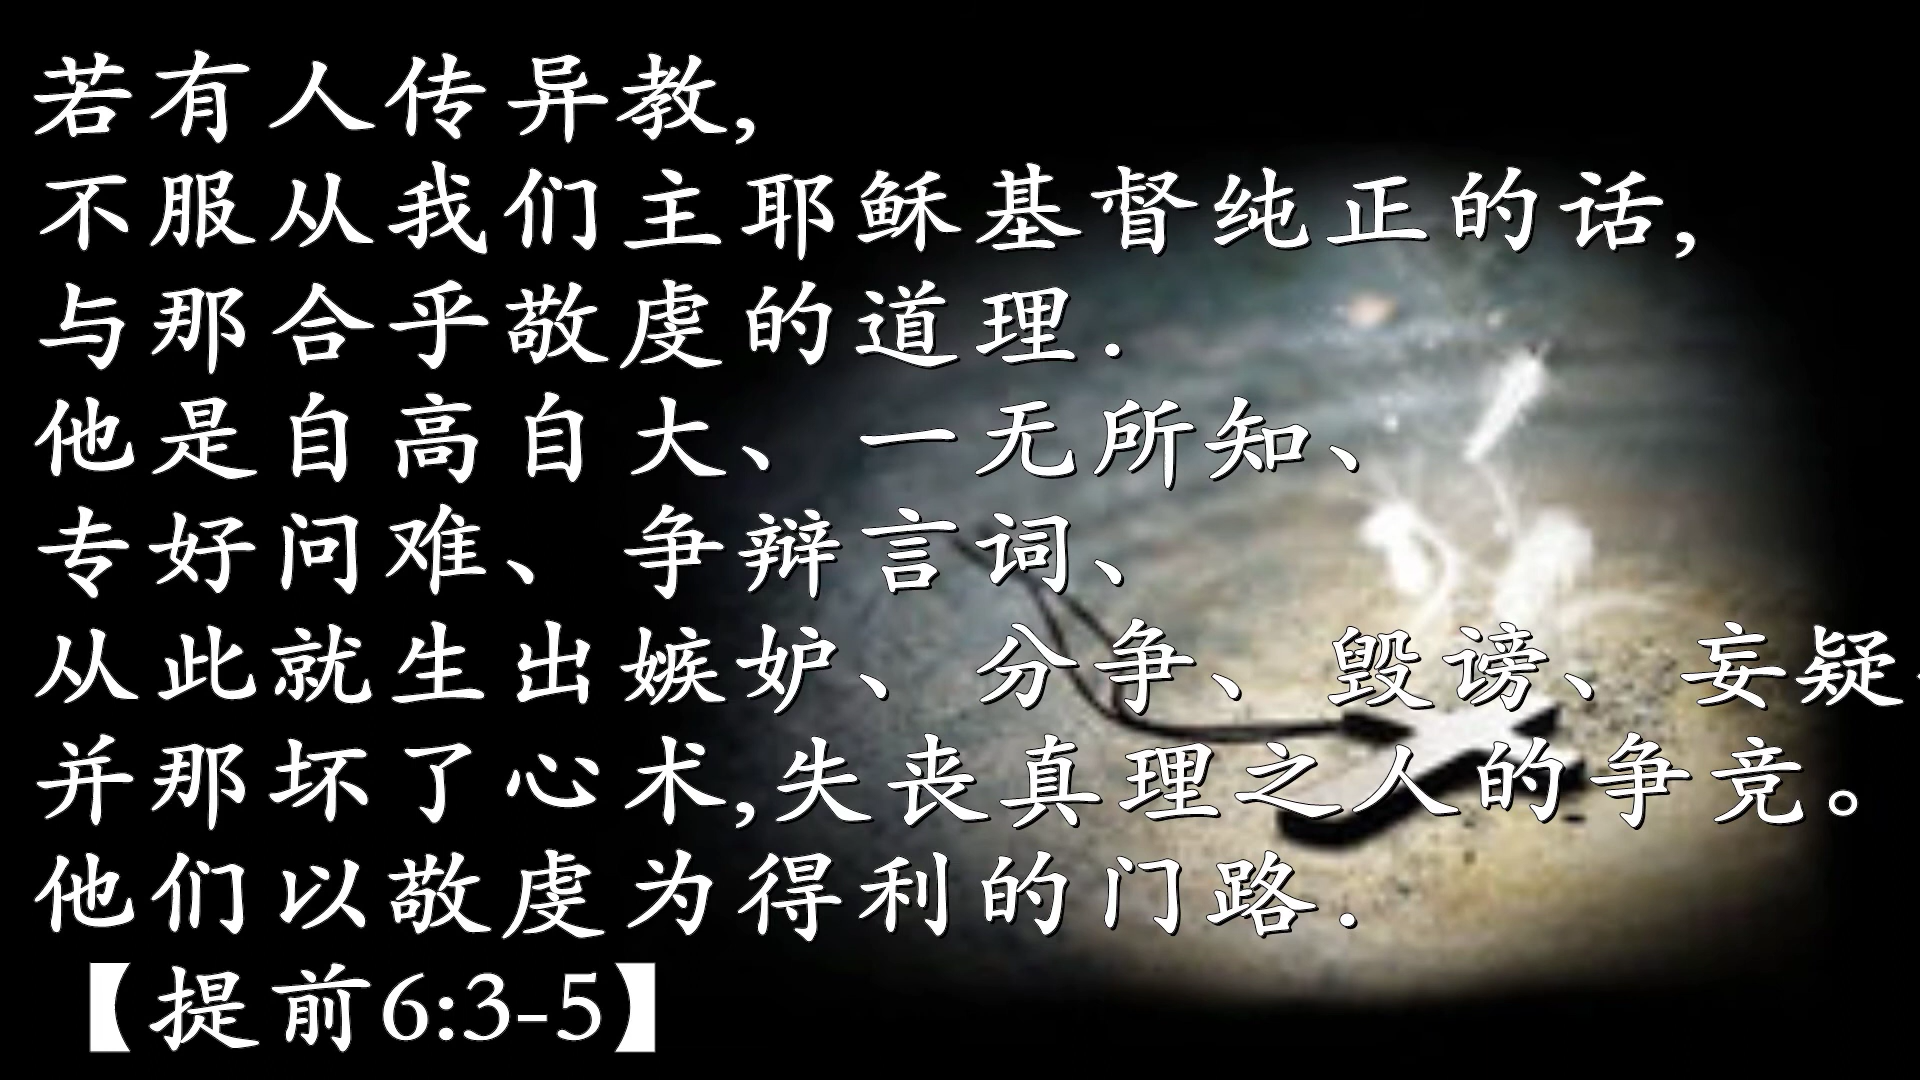 若有人传异教,
不服从我们主耶稣基督纯正的话,
与那合乎敬虔的道理.
他是自高自大、一无所知、
专好问难、争辩言词、
从此就生出嫉妒、分争、毁谤、妄疑、
并那坏了心术,失丧真理之人的争竞。
他们以敬虔为得利的门路.
【提前6:3-5】